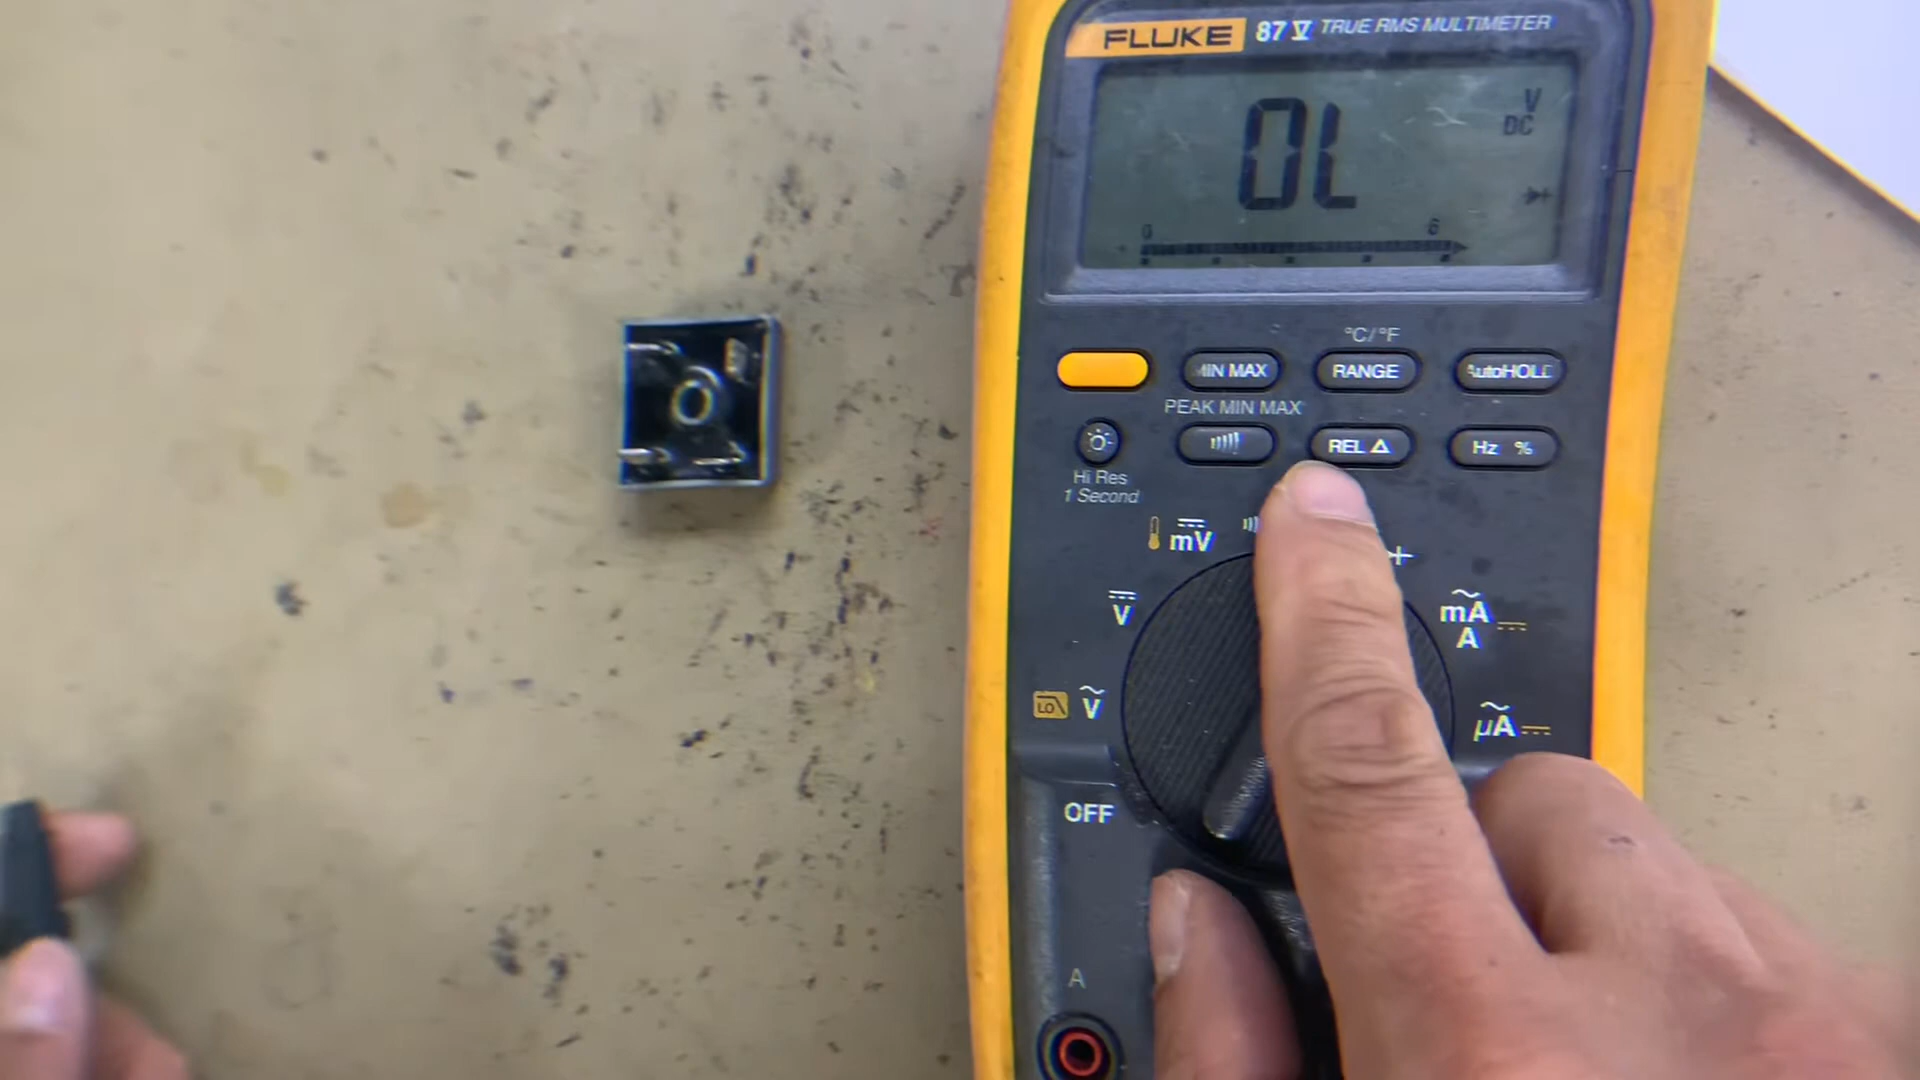 FLUKE 87 V TRUE RMS MULTIMETER
OL
V
DC
0 6
°C/°F
MIN MAX RANGE AutoHOLD
PEAK MIN MAX
REL Δ Hz %
Hi Res
1 Second
mV
V
mA
A
LO V
µA
OFF
A